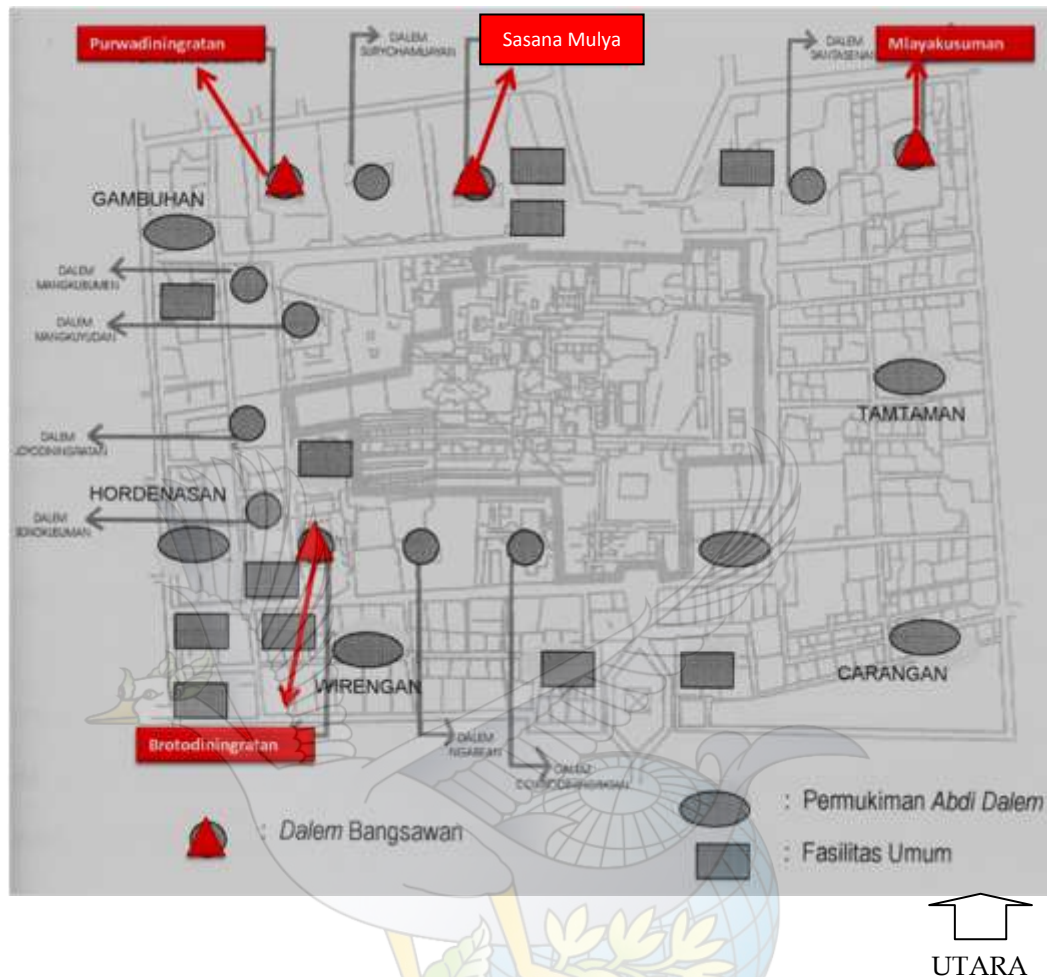 Purwadiningratan
DALEM
SURYOHAMIJAYAN
Sasana Mulya
DALEM
Mlayakusuman
GAMBUHAN
DALEM
MANGKUBUMEN
DALEM
MANGKUYUDAN
TAMTAMAN
DALEM
HORDENASAN
DALEM
WIRENGAN
CARANGAN
Brotodiningratan
DALEM
NGABEAN
DALEM
: Permukiman Abdi Dalem
: Dalem Bangsawan
: Fasilitas Umum
UTARA